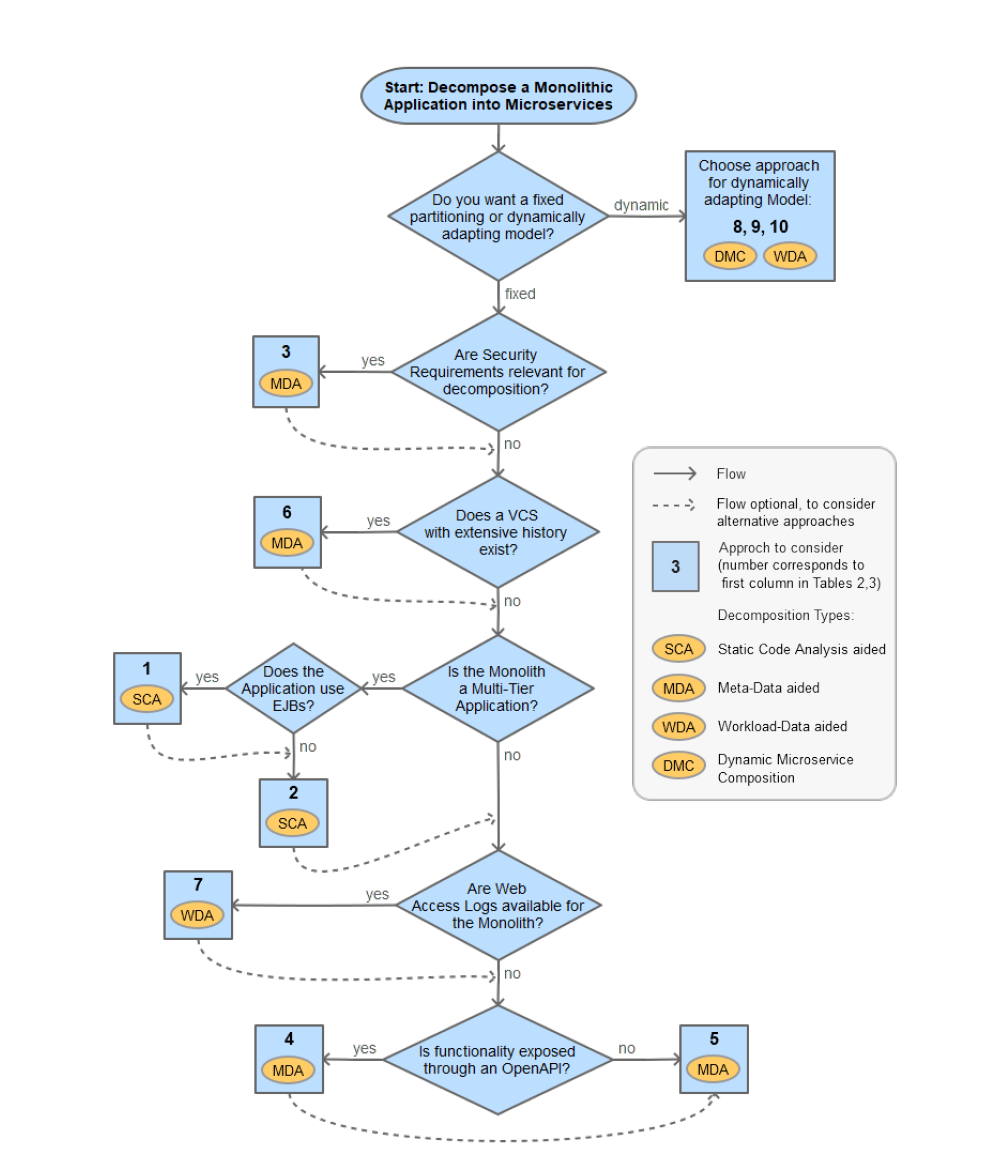 Start: Decompose a Monolithic
Application into Microservices
Do you want a fixed
partitioning or dynamically
adapting model?
dynamic
Choose approach
for dynamically
adapting Model:
8, 9, 10
DMC
WDA
fixed
Are Security
Requirements relevant for
decomposition?
yes
3
MDA
no
Does a VCS
with extensive history
exist?
yes
6
MDA
no
Is the Monolith
a Multi-Tier
Application?
yes
Does the
Application use
EJBs?
yes
1
SCA
no
2
SCA
no
Are Web
Access Logs available for
the Monolith?
yes
7
WDA
no
Is functionality exposed
through an OpenAPI?
yes
4
MDA
no
5
MDA
Flow
Flow optional, to consider
alternative approaches
3
Approch to consider
(number corresponds to
first column in Tables 2,3)
Decomposition Types:
SCA
Static Code Analysis aided
MDA
Meta-Data aided
WDA
Workload-Data aided
DMC
Dynamic Microservice
Composition